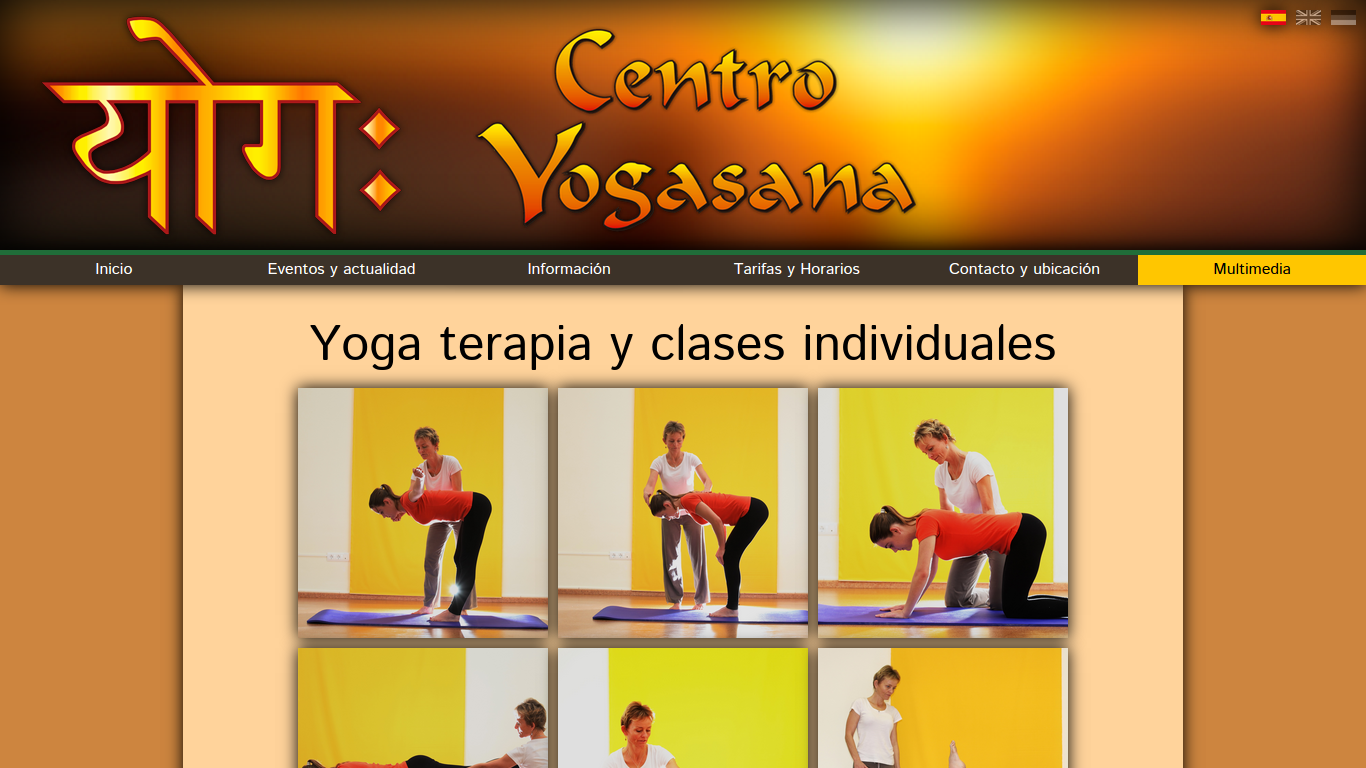 योगः
Centro
Yogasana
Inicio
Eventos y actualidad
Información
Tarifas y Horarios
Contacto y ubicación
Multimedia
Yoga terapia y clases individuales